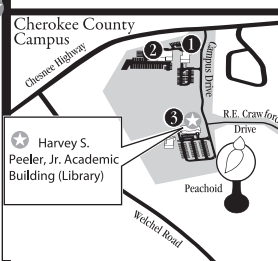 Cherokee County
Campus
Chesnee Highway
2
1
Campus Drive
3
R.E. Crawford
Drive
Harvey S.
Peeler, Jr. Academic
Building (Library)
Peachoid
Welchel Road